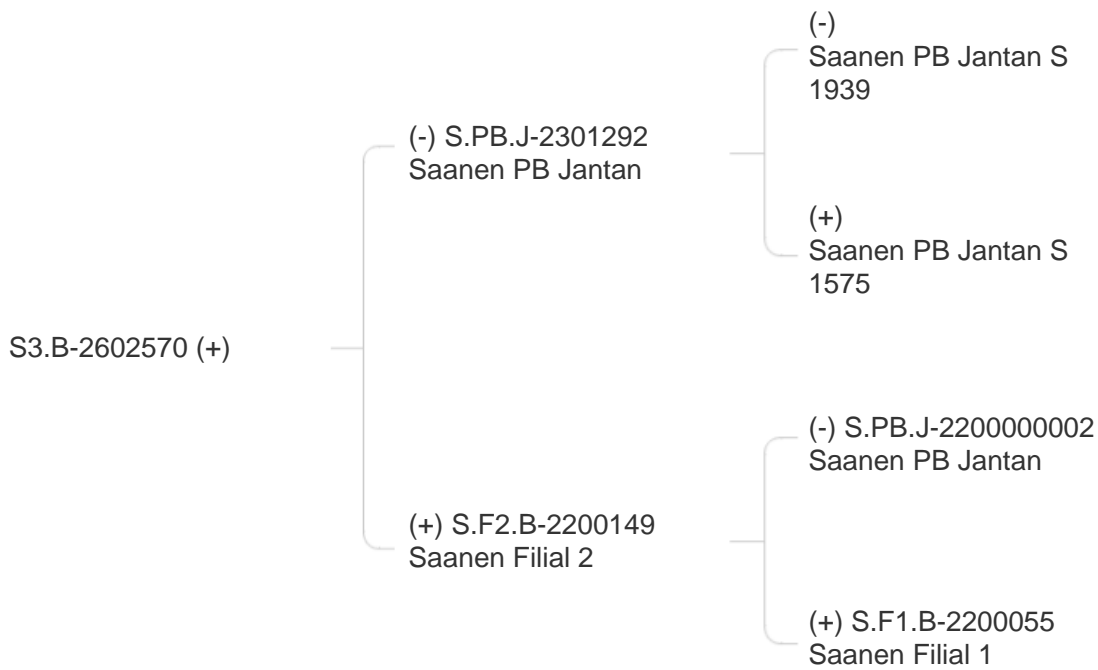 (-)
Saanen PB Jantan S
1939
(-) S.PB.J-2301292
Saanen PB Jantan
(+)
Saanen PB Jantan S
1575
S3.B-2602570 (+)
(-) S.PB.J-2200000002
Saanen PB Jantan
(+) S.F2.B-2200149
Saanen Filial 2
(+) S.F1.B-2200055
Saanen Filial 1